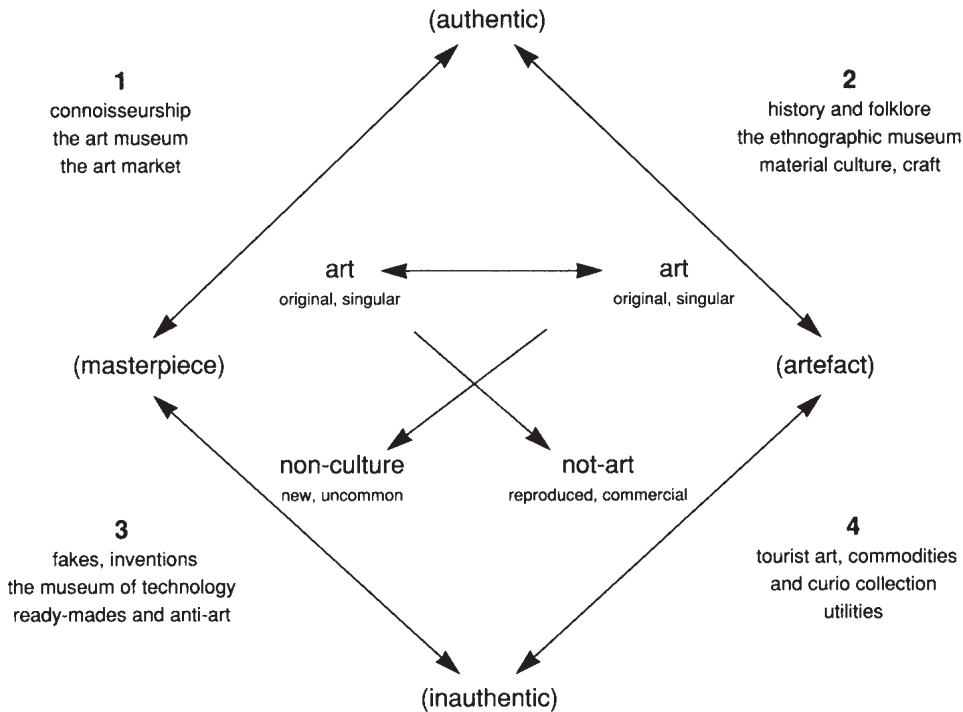 (authentic)
1
connoisseurship
the art museum
the art market
2
history and folklore
the ethnographic museum
material culture, craft
art
original, singular
art
original, singular
(masterpiece)
(artefact)
non-culture
new, uncommon
not-art
reproduced, commercial
3
fakes, inventions
the museum of technology
ready-mades and anti-art
4
tourist art, commodities
and curio collection
utilities
(inauthentic)